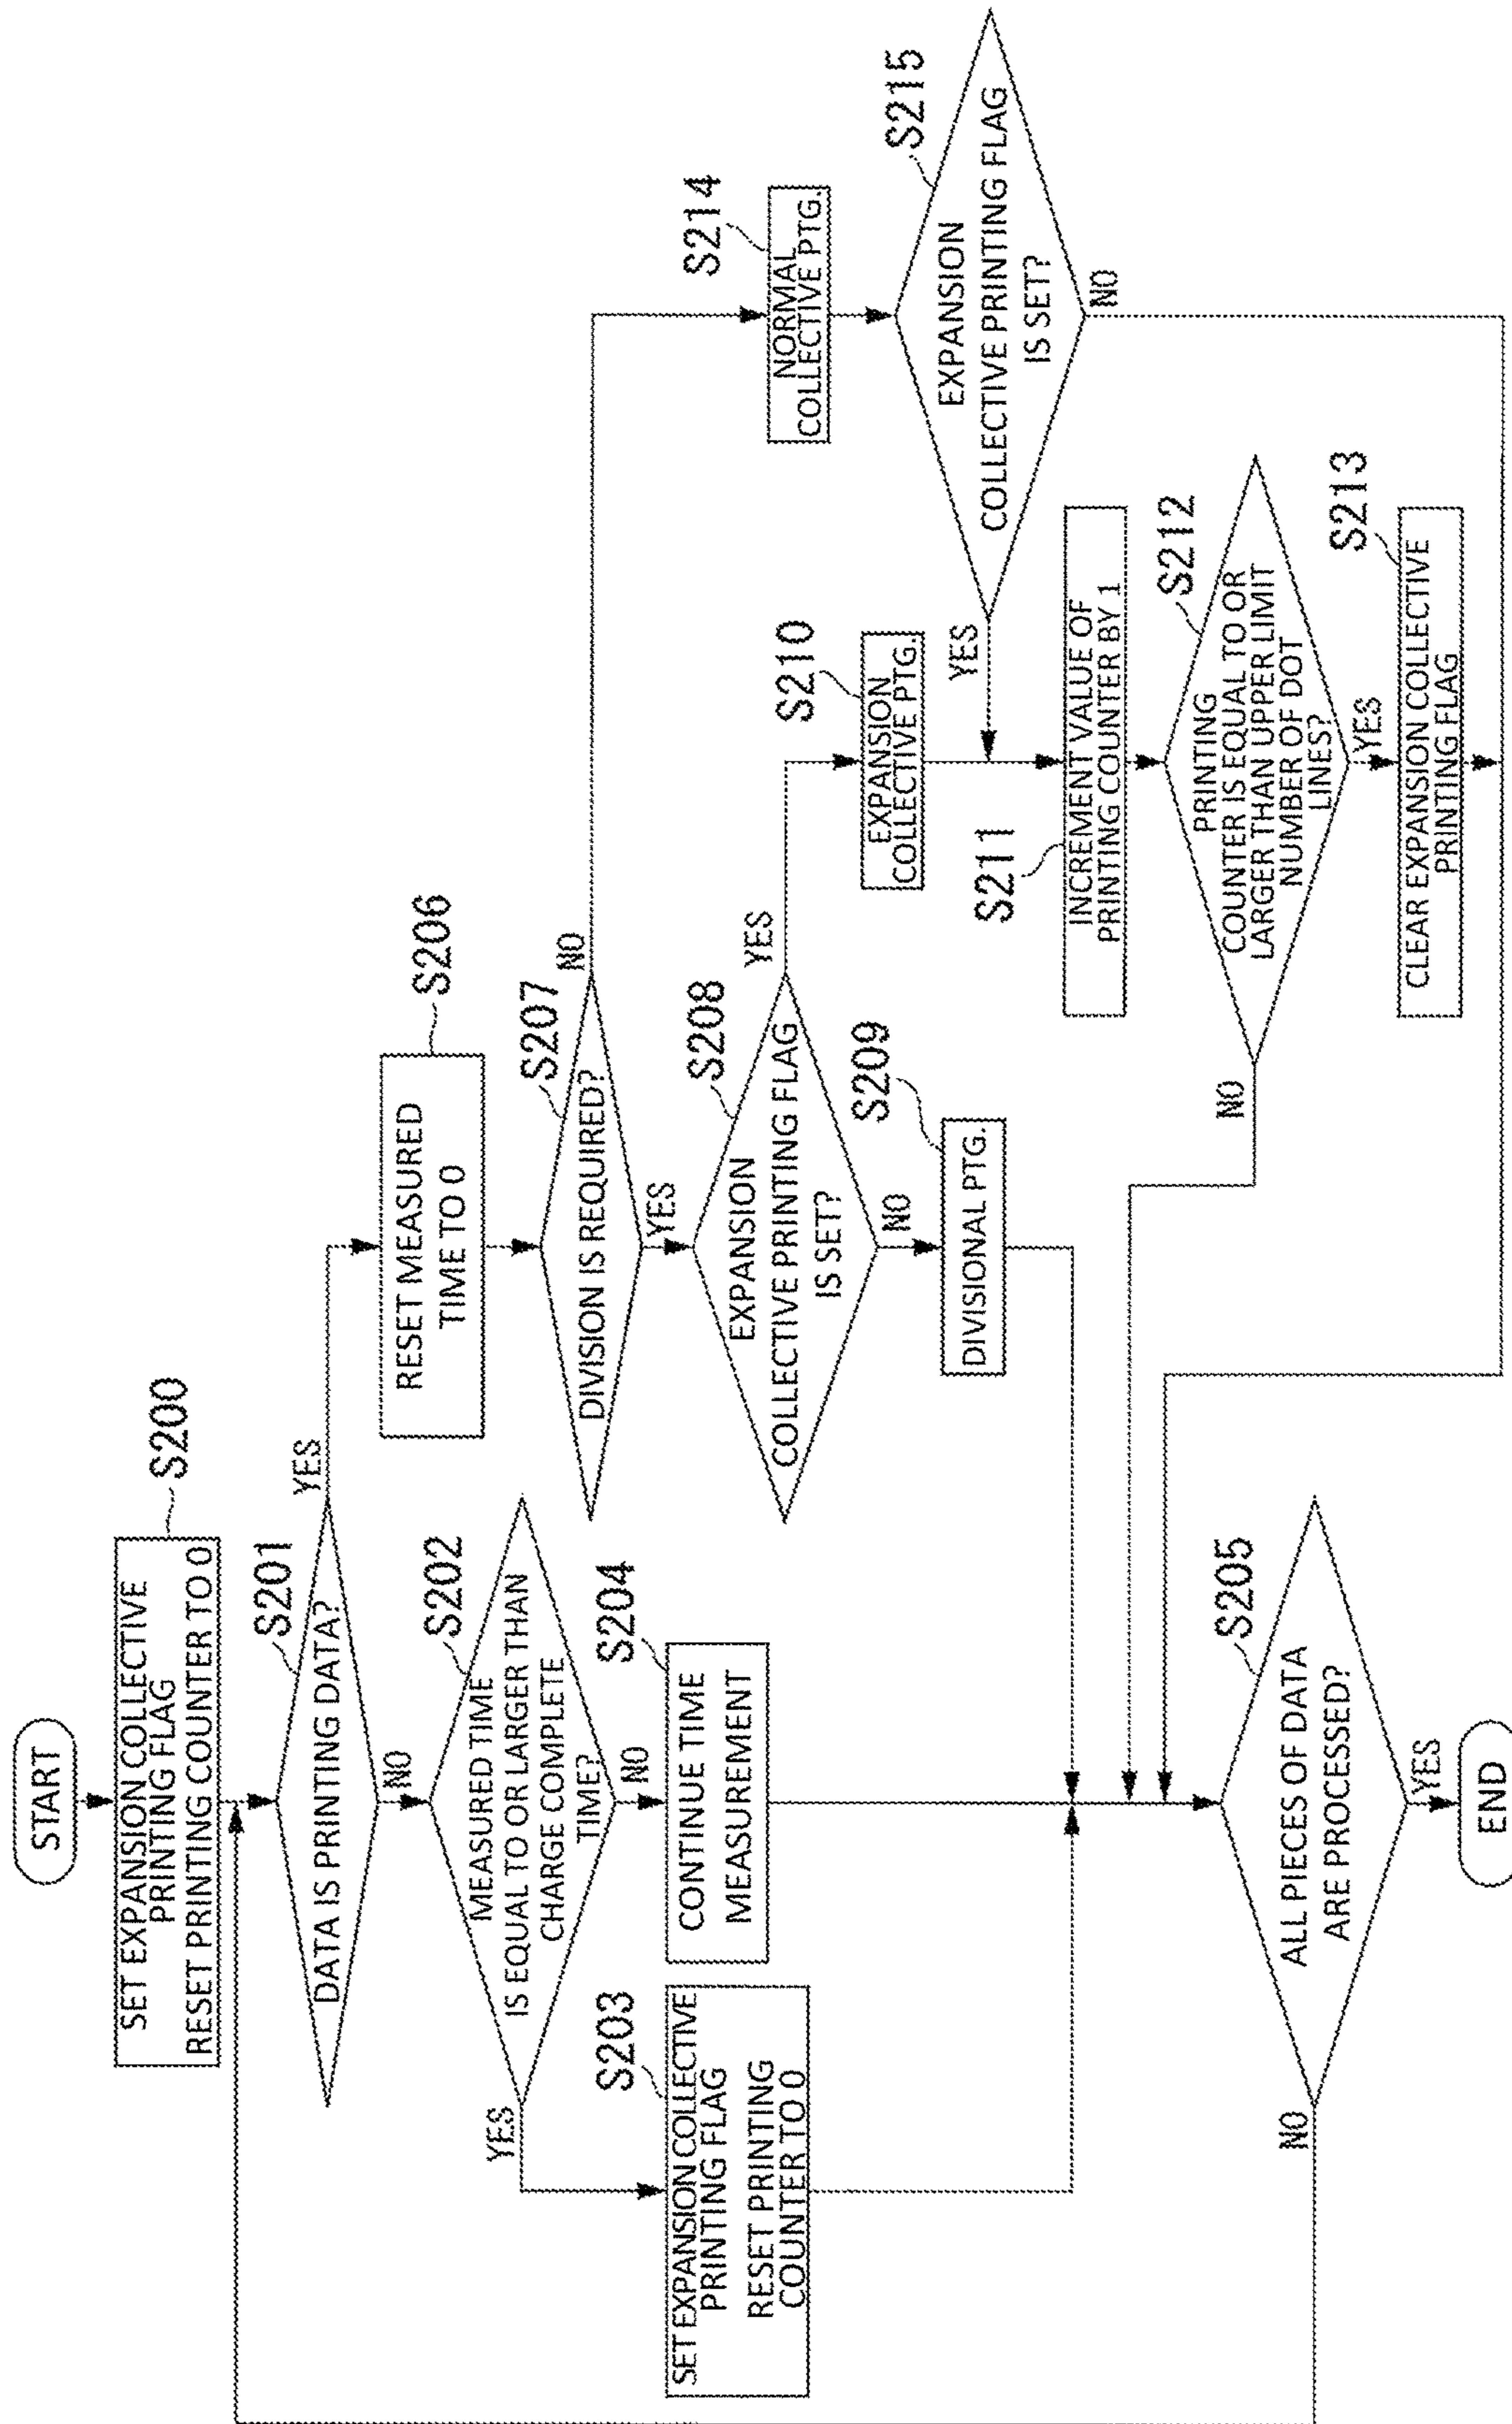 START
SET EXPANSION COLLECTIVE
PRINTING FLAG
RESET PRINTING COUNTER TO 0
S200
DATA IS PRINTING DATA?
S201
YES
NO
MEASURED TIME
IS EQUAL TO OR LARGER THAN
CHARGE COMPLETE
TIME?
S202
YES
NO
SET EXPANSION COLLECTIVE
PRINTING FLAG
RESET PRINTING
COUNTER TO 0
S203
CONTINUE TIME
MEASUREMENT
S204
ALL PIECES OF DATA
ARE PROCESSED?
S205
NO
YES
END
RESET MEASURED
TIME TO 0
S206
DIVISION IS REQUIRED?
S207
NO
YES
EXPANSION
COLLECTIVE PRINTING FLAG
IS SET?
S208
YES
NO
DIVISIONAL PTG.
S209
EXPANSION
COLLECTIVE PTG.
S210
INCREMENT VALUE OF
PRINTING COUNTER BY 1
S211
PRINTING
COUNTER IS EQUAL TO OR
LARGER THAN UPPER LIMIT
NUMBER OF DOT
LINES?
S212
NO
YES
CLEAR EXPANSION COLLECTIVE
PRINTING FLAG
S213
NORMAL
COLLECTIVE PTG.
S214
EXPANSION
COLLECTIVE PRINTING FLAG
IS SET?
S215
YES
NO